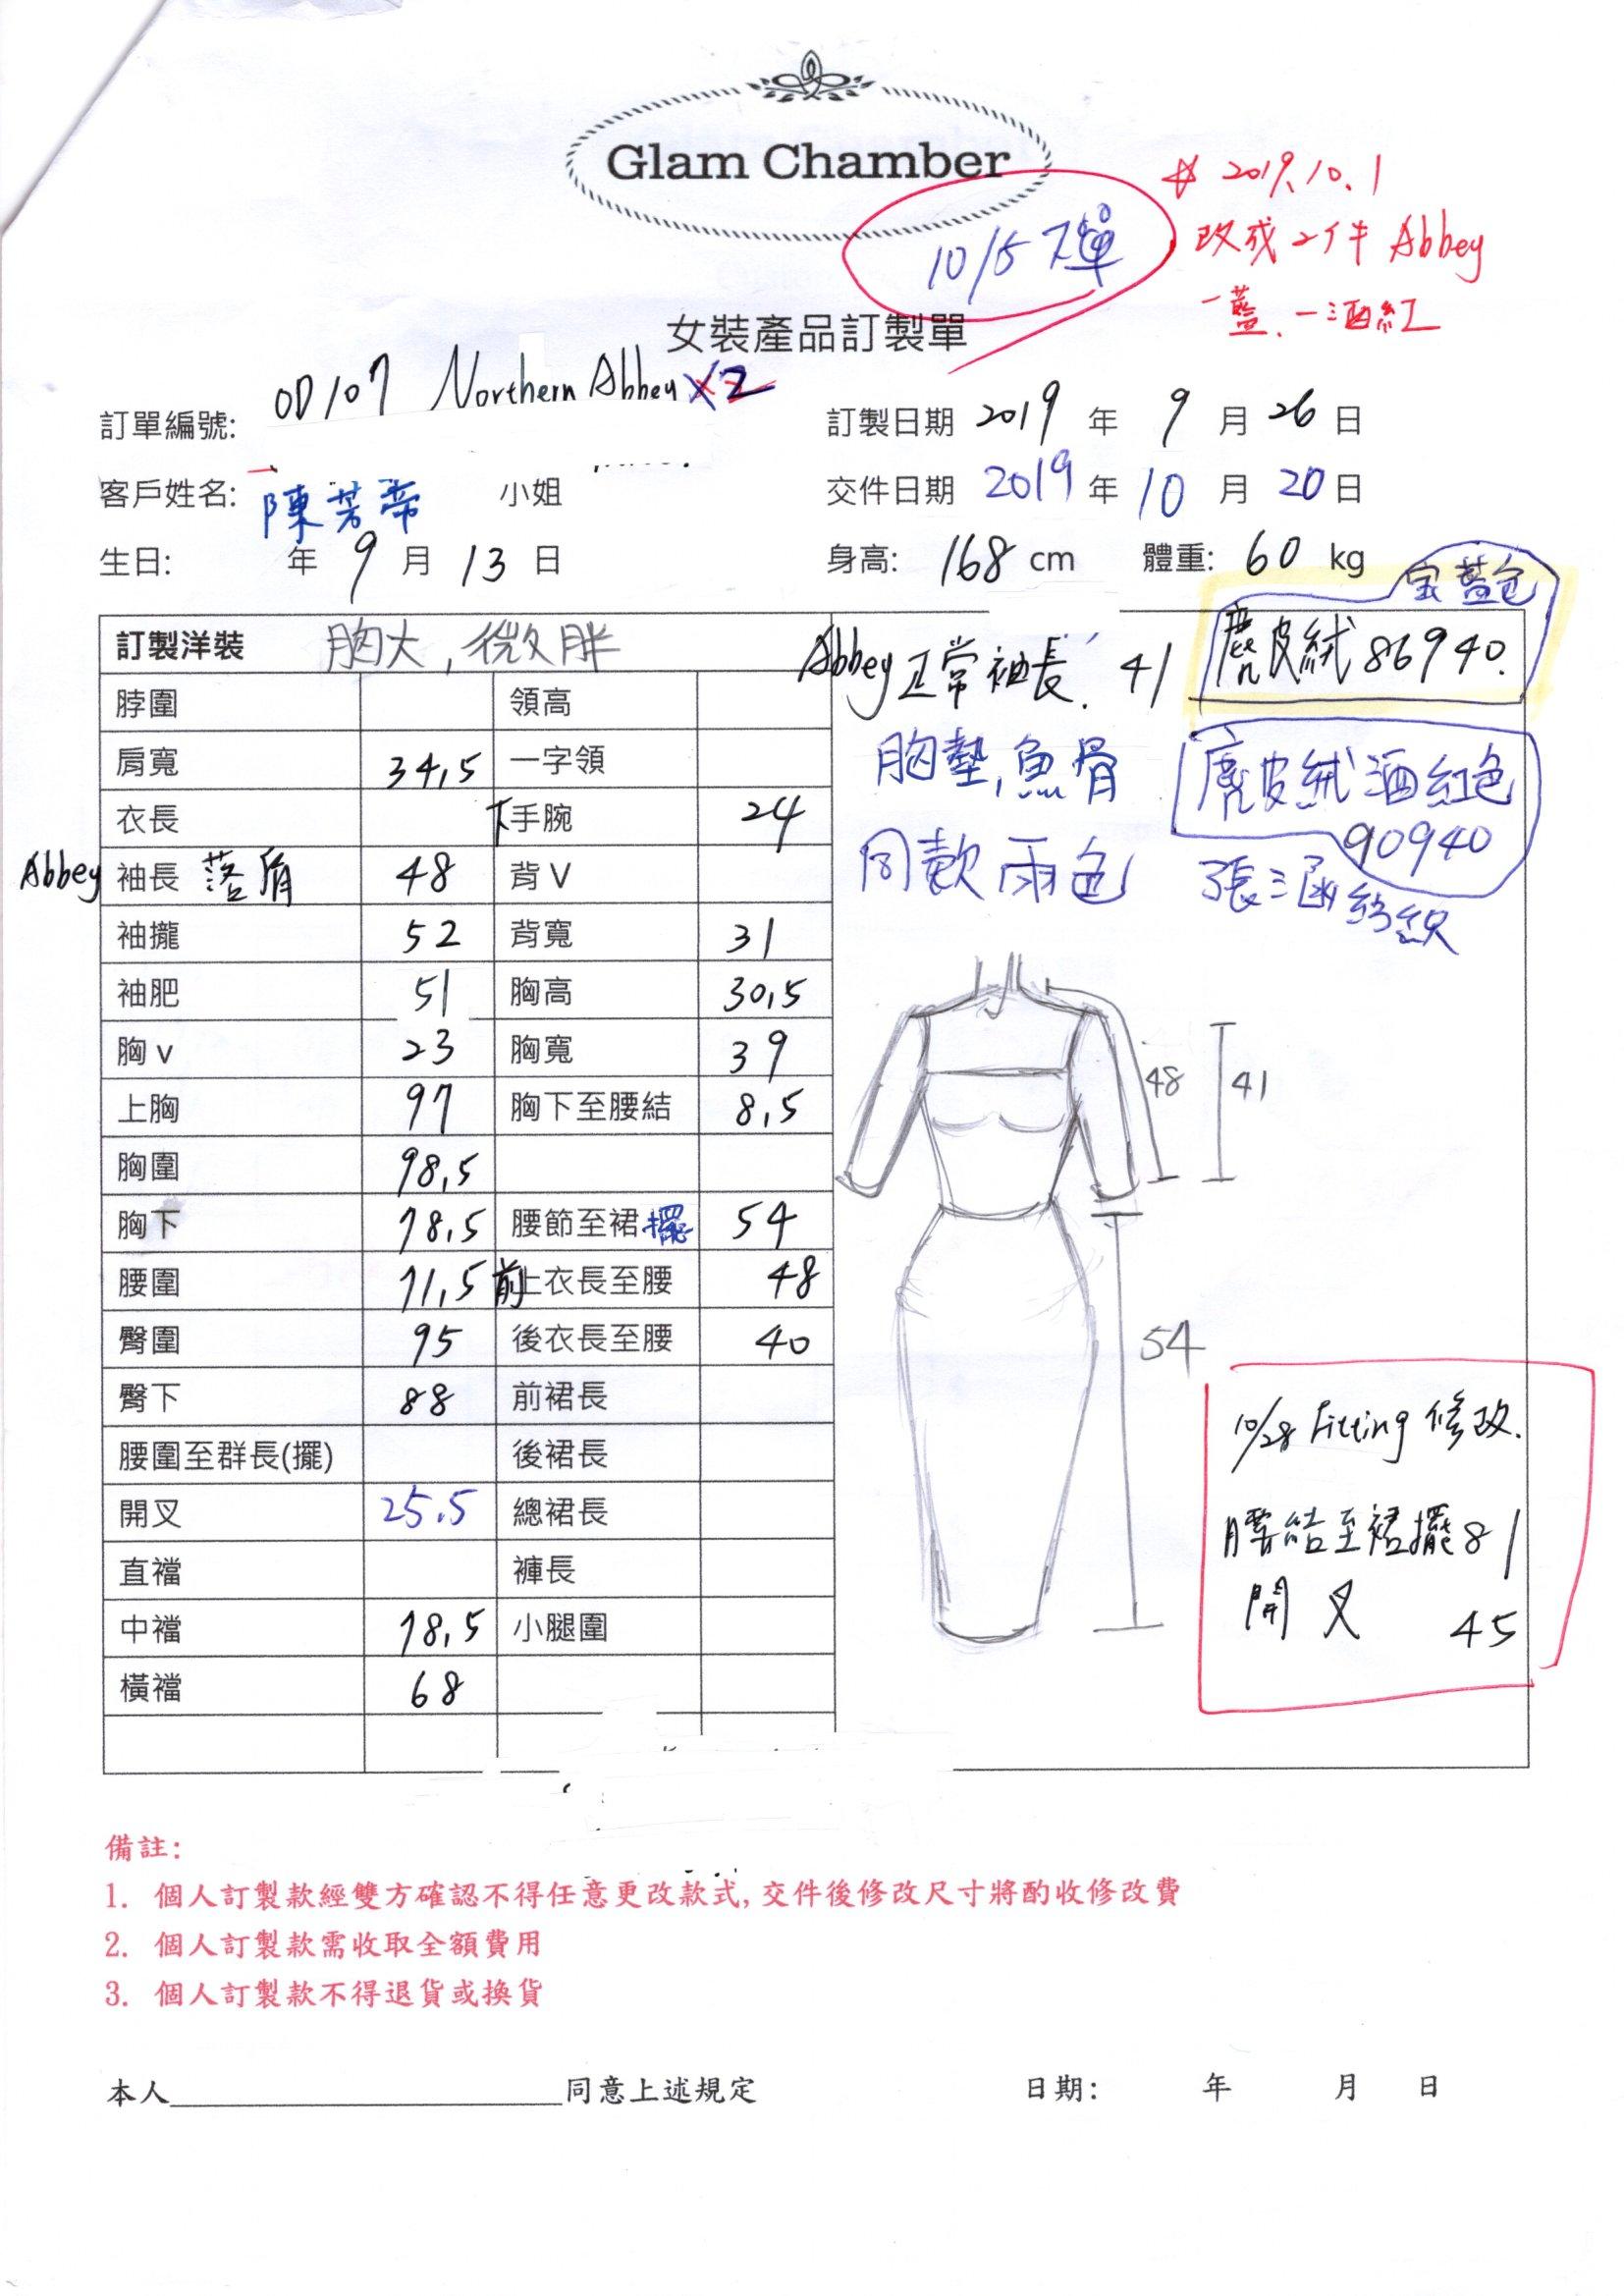 Glam Chamber
# 2019.10.1
改成2件 Abbey
一藍.一酒紅
10/5 下單
女裝產品訂製單
訂單編號: OD107 Northern Abbey X2
訂製日期 2019 年 9 月 26 日
客戶姓名: 陳芳帝 小姐
交件日期 2019 年 10 月 20 日
生日: 年 9 月 13 日
身高: 168 cm 體重: 60 kg
訂製洋裝 胸大,微胖
脖圍 領高
肩寬 34.5 一字領
衣長 下手腕 24
Abbey 袖長 落肩 48 背 V
袖攏 52 背寬 31
袖肥 51 胸高 30.5
胸 v 23 胸寬 39
上胸 97 胸下至腰結 8.5
胸圍 98.5
胸下 78.5 腰節至裙擺 54
腰圍 71.5 前上衣長至腰 48
臀圍 95 後衣長至腰 40
臀下 88 前裙長
腰圍至群長(擺) 後裙長
開叉 25.5 總裙長
直襠 褲長
中襠 78.5 小腿圍
橫襠 68
宝藍色
Abbey 正常袖長. 41 麂皮絨 86940.
胸墊,魚骨 麂皮絨酒紅色
90940
同款兩色 張三函紡織
48 41
54
10/28 Fitting 修改.
腰結至裙擺 81
開叉 45
備註:
1. 個人訂製款經雙方確認不得任意更改款式, 交件後修改尺寸將酌收修改費
2. 個人訂製款需收取全額費用
3. 個人訂製款不得退貨或換貨
本人____________________同意上述規定 日期: 年 月 日